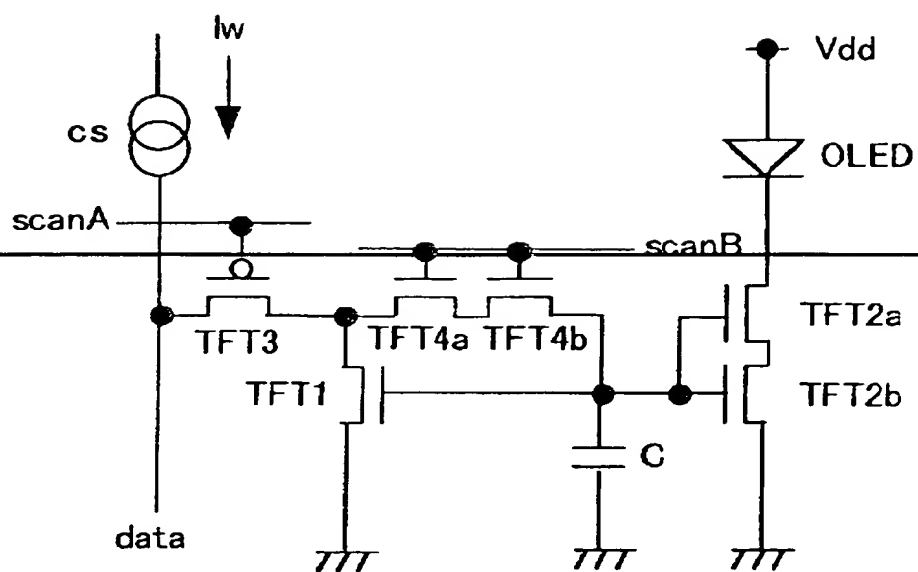 Iw
Vdd
cs
OLED
scanA
scanB
TFT3
TFT4a
TFT4b
TFT2a
TFT1
TFT2b
C
data